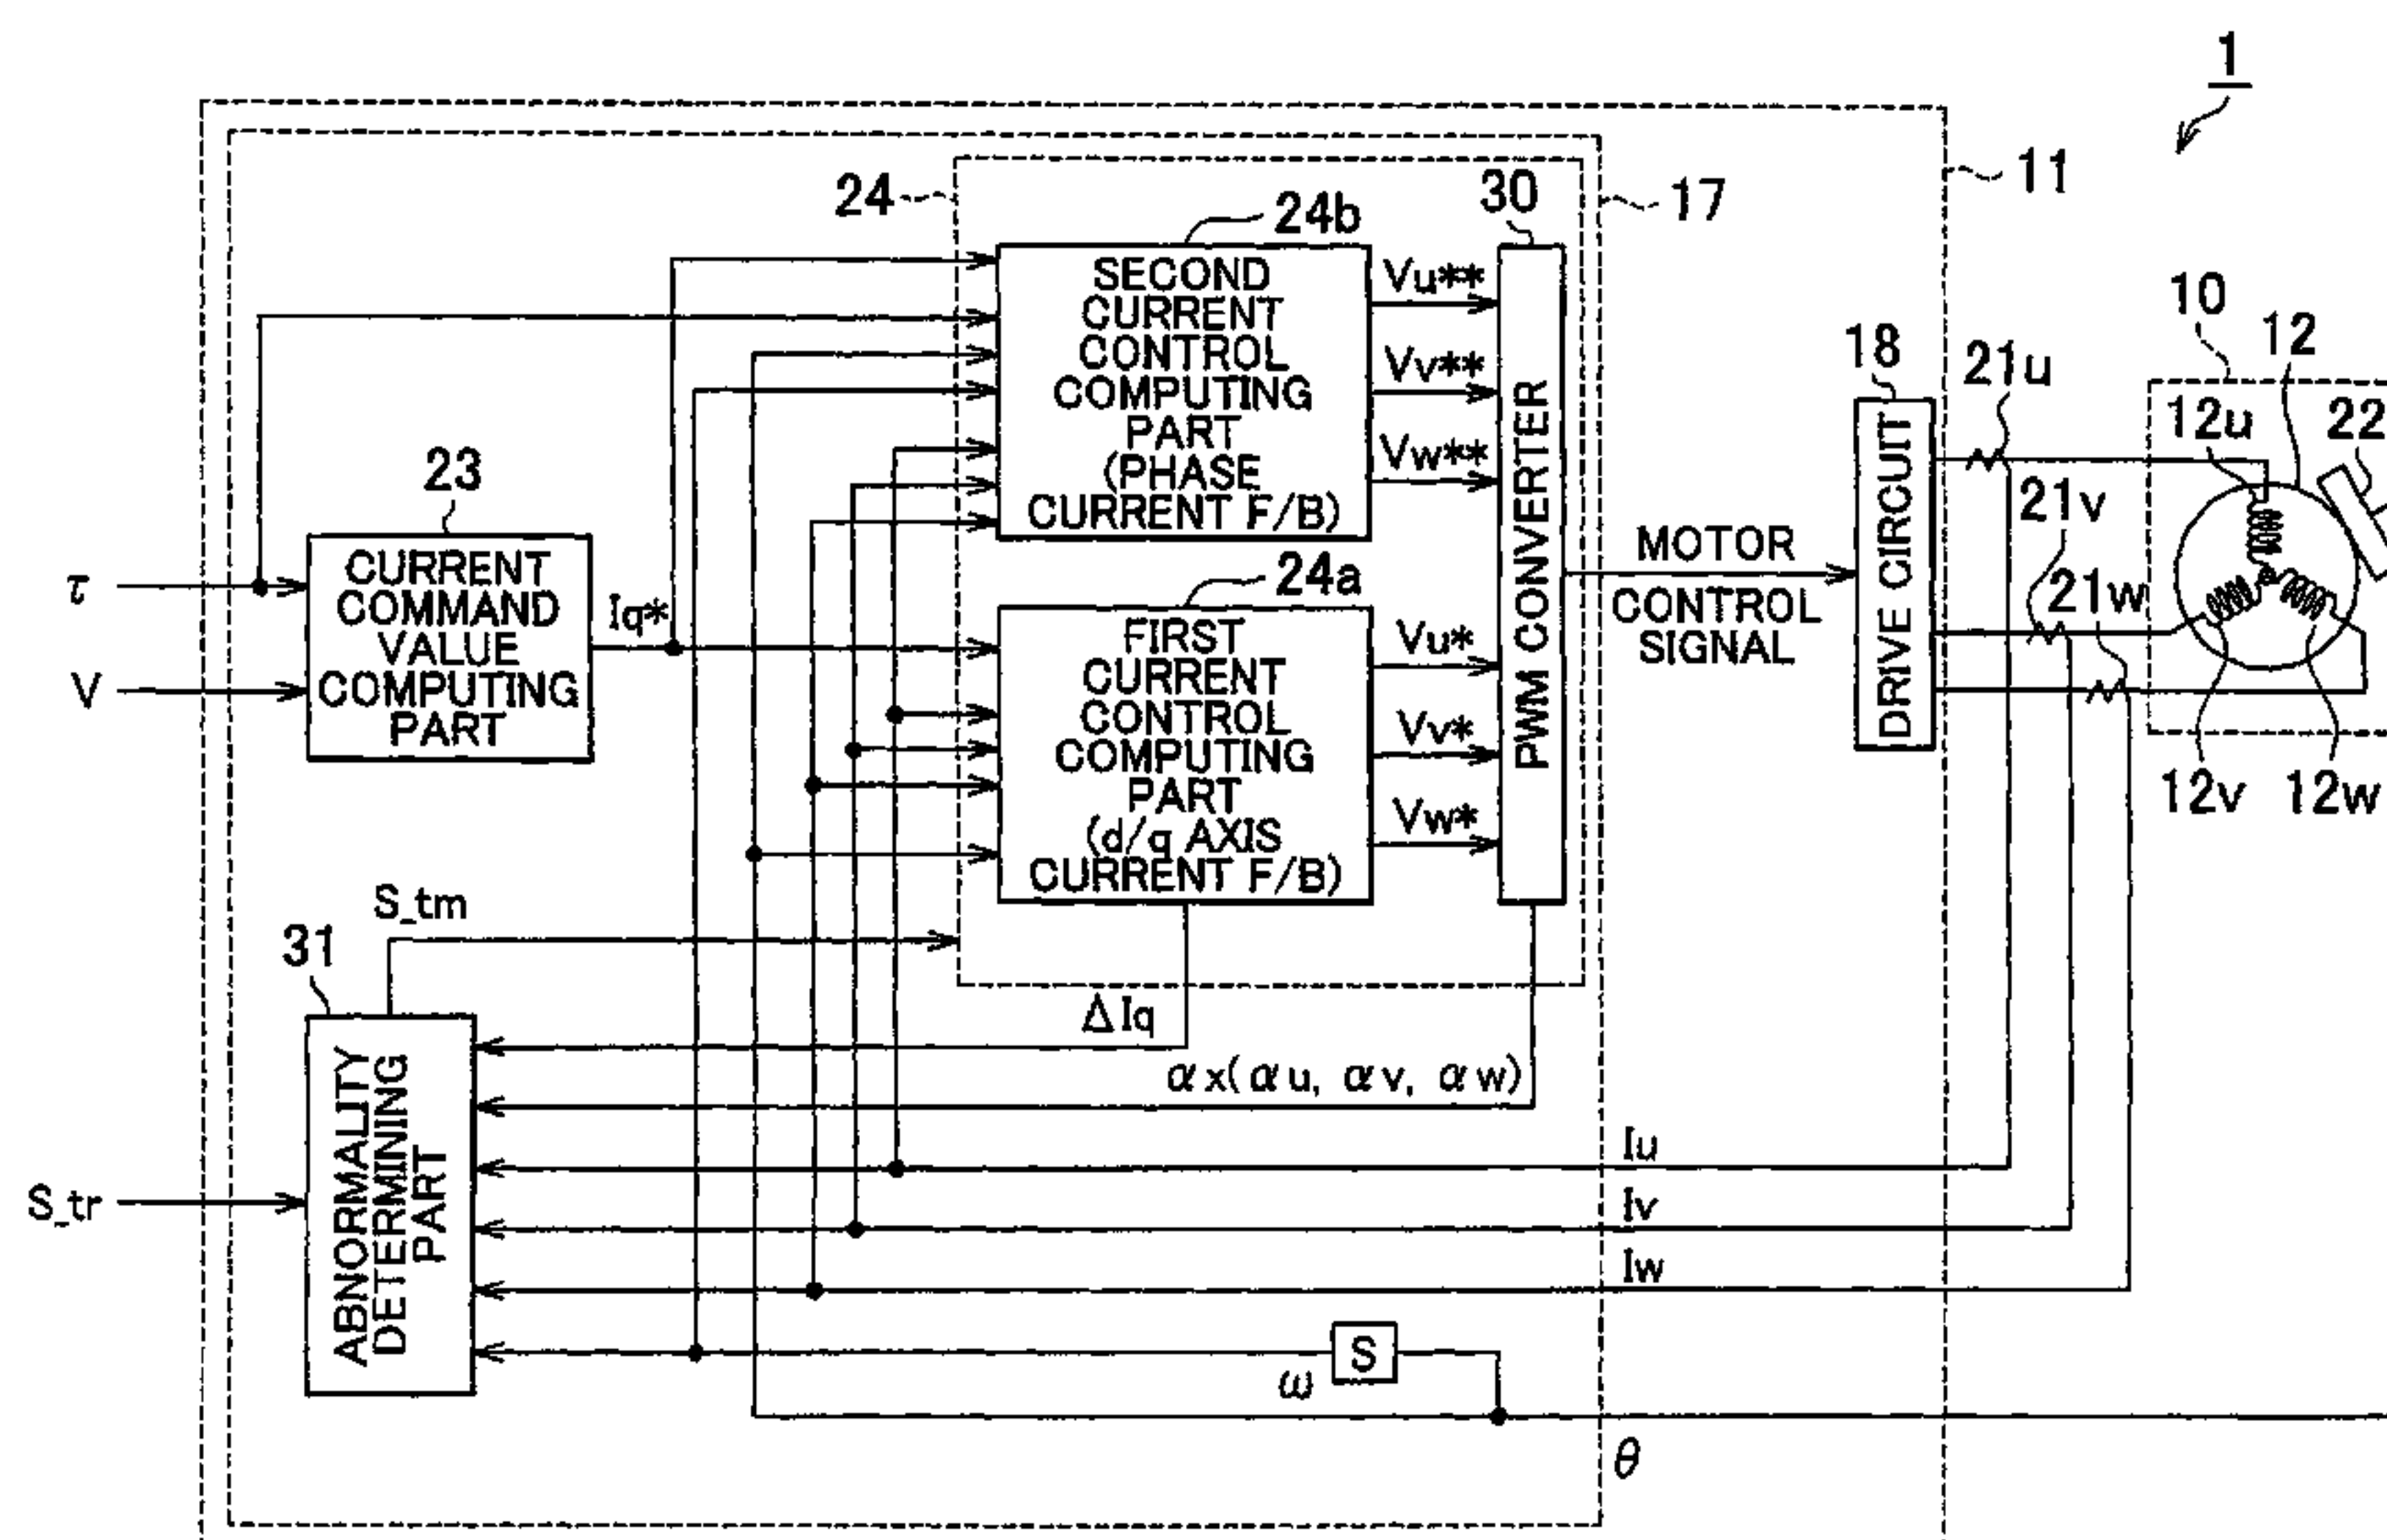 1
11
17
24
24b
30
SECOND
CURRENT
CONTROL
COMPUTING
PART
(PHASE
CURRENT F/B)
Vu**
Vv**
Vw**
PWM CONVERTER
10
12
18
21u
12u
22
21v
21w
12v
12w
DRIVE CIRCUIT
MOTOR
CONTROL
SIGNAL
23
τ
V
CURRENT
COMMAND
VALUE
COMPUTING
PART
Iq*
24a
FIRST
CURRENT
CONTROL
COMPUTING
PART
(d/q AXIS
CURRENT F/B)
Vu*
Vv*
Vw*
S_tm
31
ABNORMALITY
DETERMINING
PART
S_tr
ΔIq
αx(αu, αv, αw)
Iu
Iv
Iw
S
ω
θ